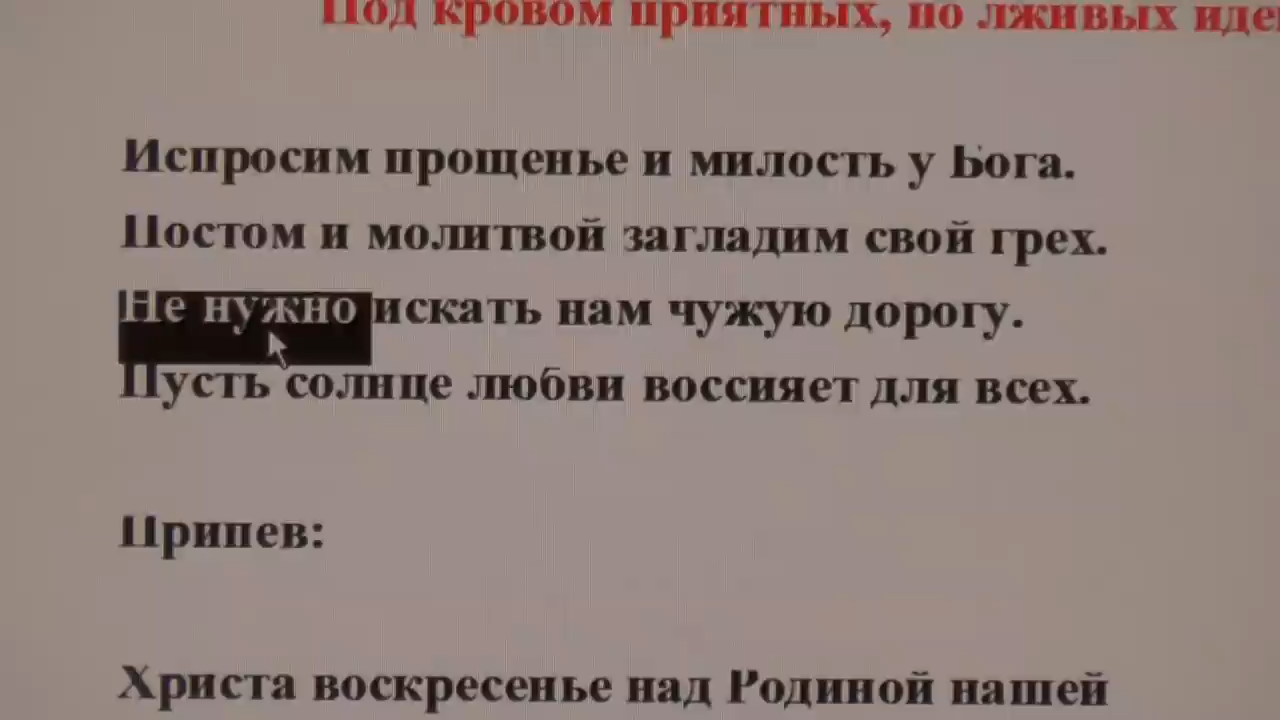 Под кровом приятных, но лживых иде
Испросим прощенье и милость у Бога.
Постом и молитвой загладим свой грех.
Не нужно искать нам чужую дорогу.
Пусть солнце любви воссияет для всех.
Припев:
Христа воскресенье над Родиной нашей